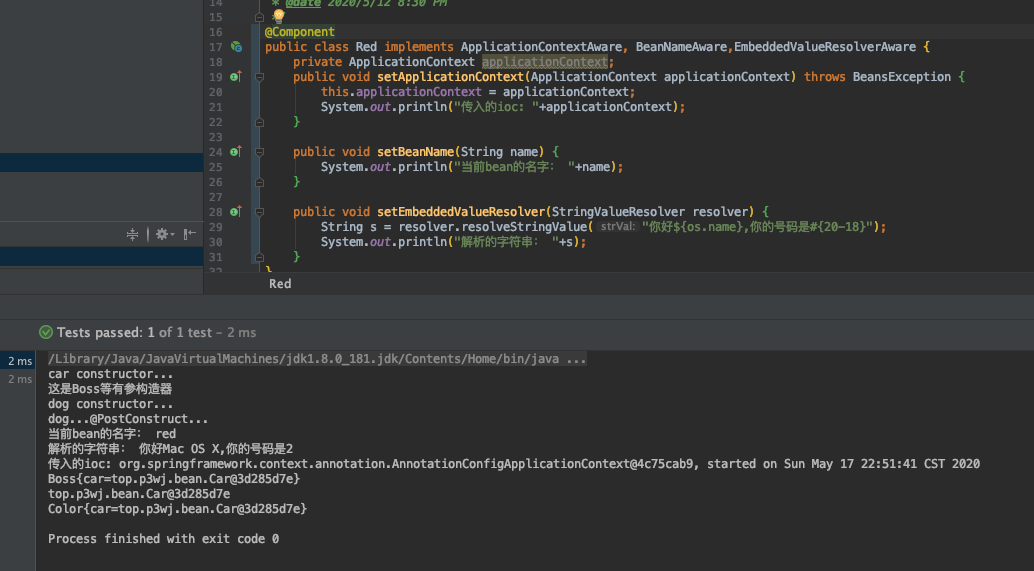 14 * @date 2020/5/12 8:30 PM
15
16 @Component
17 public class Red implements ApplicationContextAware, BeanNameAware,EmbeddedValueResolverAware {
18 private ApplicationContext applicationContext;
19 public void setApplicationContext(ApplicationContext applicationContext) throws BeansException {
20 this.applicationContext = applicationContext;
21 System.out.println("传入的ioc: "+applicationContext);
22 }
23
24 public void setBeanName(String name) {
25 System.out.println("当前bean的名字: "+name);
26 }
27
28 public void setEmbeddedValueResolver(StringValueResolver resolver) {
29 String s = resolver.resolveStringValue( strVal: "你好${os.name},你的号码是#{20-18}");
30 System.out.println("解析的字符串: "+s);
31 }
32 }
Red
Tests passed: 1 of 1 test – 2 ms
2 ms /Library/Java/JavaVirtualMachines/jdk1.8.0_181.jdk/Contents/Home/bin/java ...
2 ms car constructor...
这是Boss等有参构造器
dog constructor...
dog...@PostConstruct...
当前bean的名字: red
解析的字符串: 你好Mac OS X,你的号码是2
传入的ioc: org.springframework.context.annotation.AnnotationConfigApplicationContext@4c75cab9, started on Sun May 17 22:51:41 CST 2020
Boss{car=top.p3wj.bean.Car@3d285d7e}
top.p3wj.bean.Car@3d285d7e
Color{car=top.p3wj.bean.Car@3d285d7e}
Process finished with exit code 0